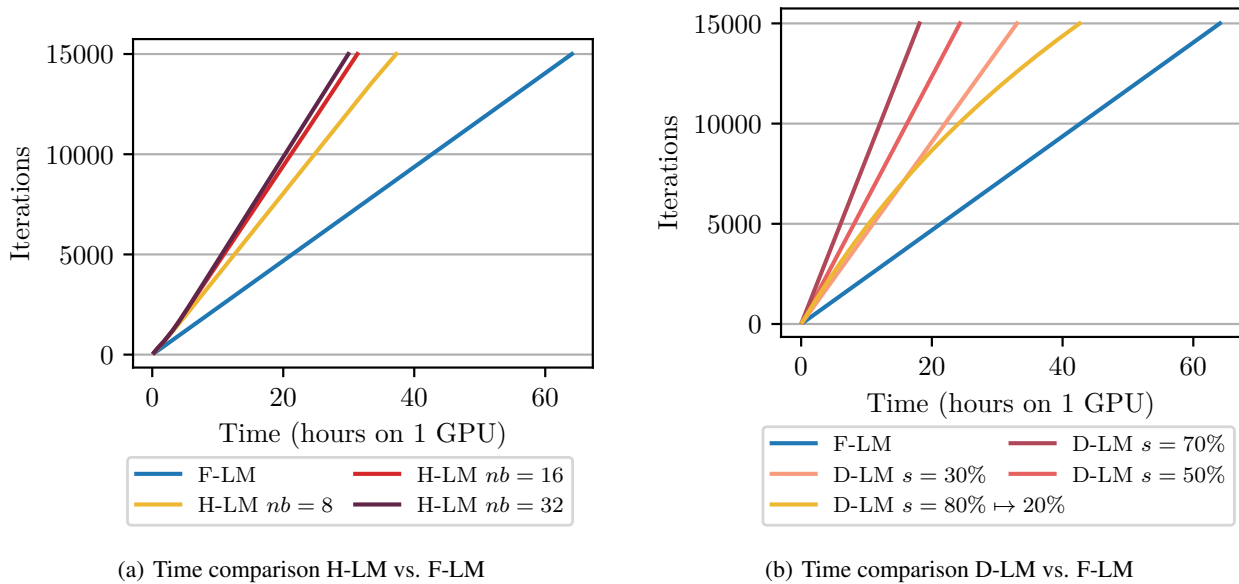 15000
10000
5000
0
Iterations
0 20 40 60
Time (hours on 1 GPU)
F-LM H-LM nb = 16
H-LM nb = 8 H-LM nb = 32
(a) Time comparison H-LM vs. F-LM
15000
10000
5000
0
Iterations
0 20 40 60
Time (hours on 1 GPU)
F-LM D-LM s = 70%
D-LM s = 30% D-LM s = 50%
D-LM s = 80% ↦ 20%
(b) Time comparison D-LM vs. F-LM